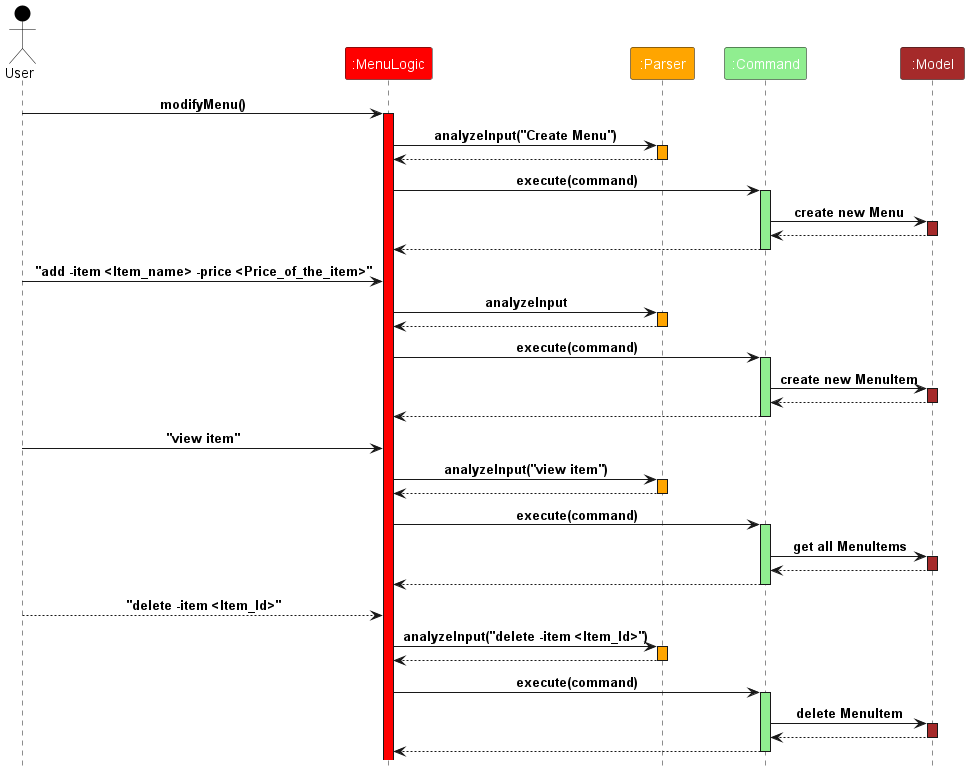 User
:MenuLogic
:Parser
:Command
:Model
modifyMenu()
analyzeInput("Create Menu")
execute(command)
create new Menu
"add -item <Item_name> -price <Price_of_the_item>"
analyzeInput
execute(command)
create new MenuItem
"view item"
analyzeInput("view item")
execute(command)
get all MenuItems
"delete -item <Item_Id>"
analyzeInput("delete -item <Item_Id>")
execute(command)
delete MenuItem